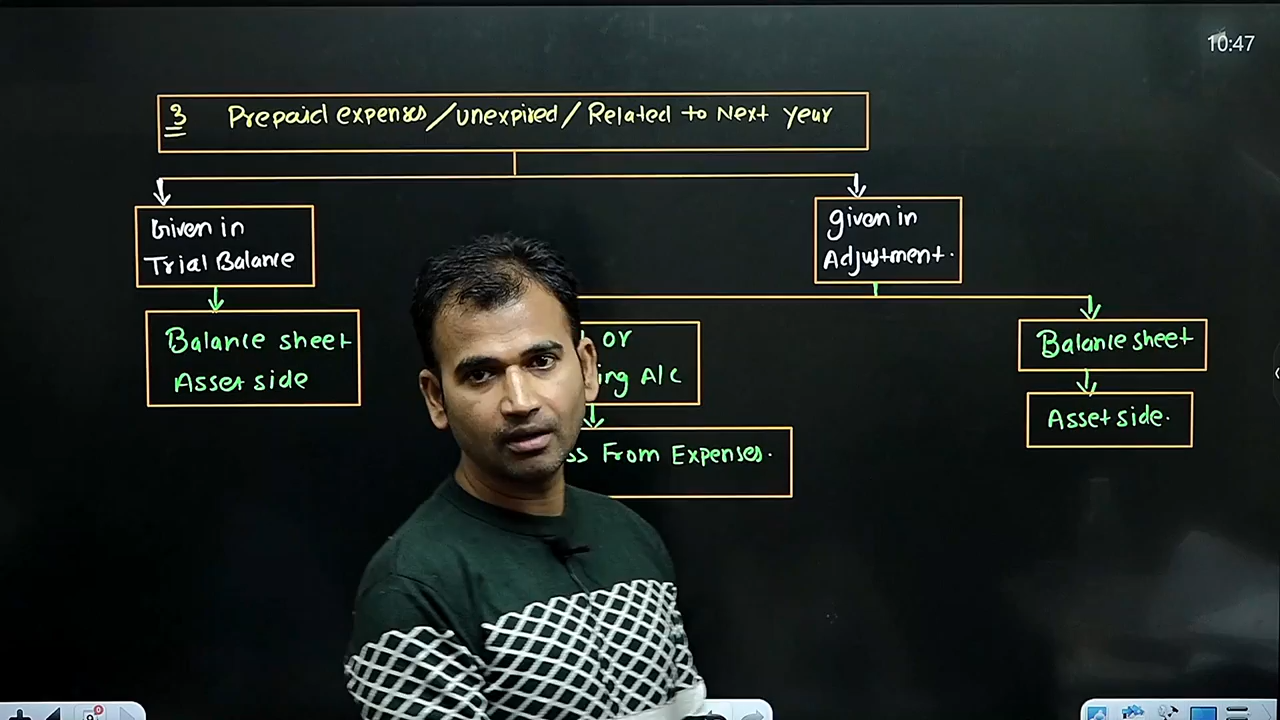 10:47
3 Prepaid expenses/unexpired/Related to Next year
Given in
Trial Balance
given in
Adjustment.
Balance sheet
Asset side
or
ing A/c
Balance sheet
ss From Expenses.
Asset side.